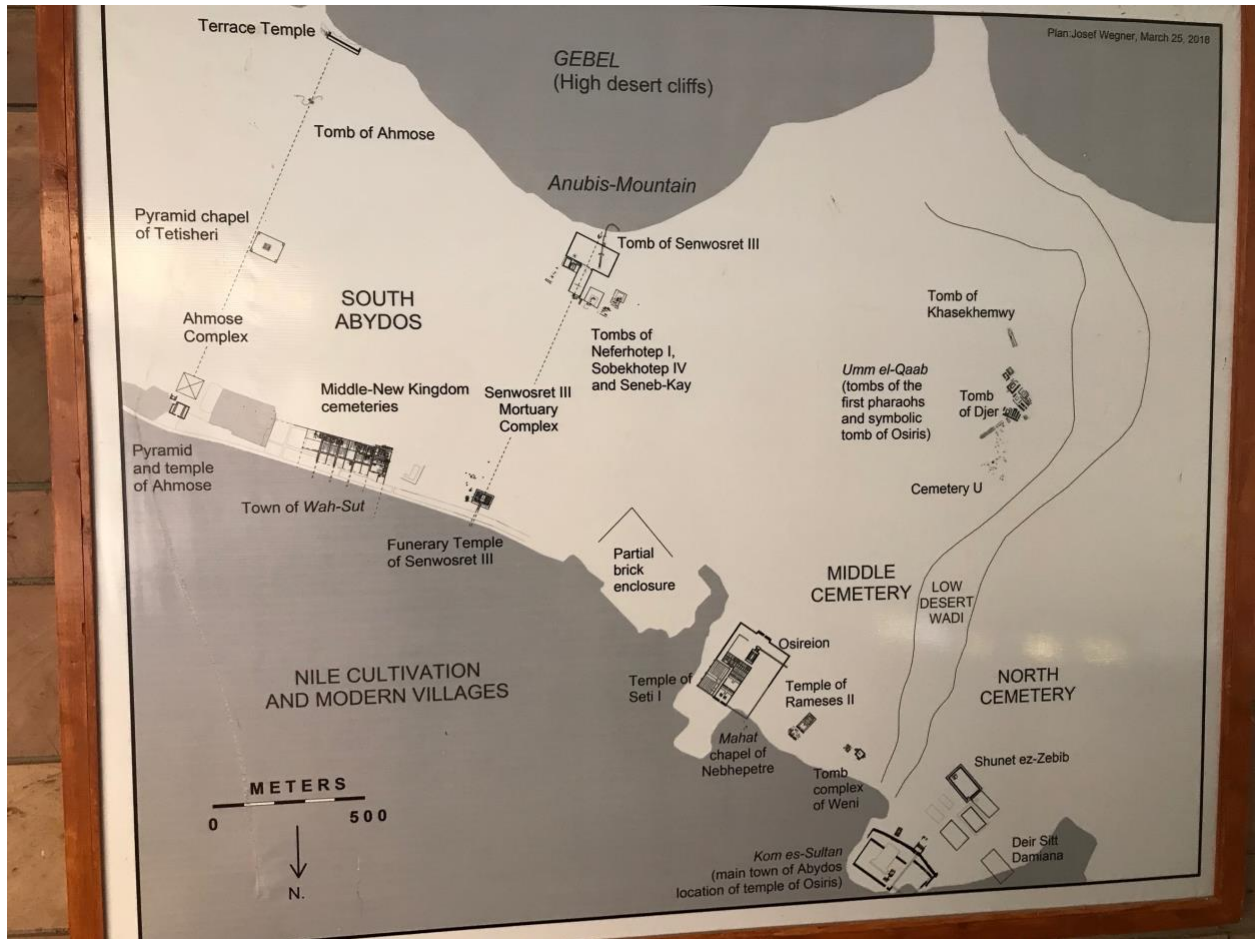 Plan:Josef Wegner, March 25, 2018
Terrace Temple
GEBEL
(High desert cliffs)
Tomb of Ahmose
Anubis-Mountain
Pyramid chapel
of Tetisheri
Tomb of Senwosret III
SOUTH
ABYDOS
Tomb of
Khasekhemwy
Ahmose
Complex
Tombs of
Neferhotep I,
Sobekhotep IV
and Seneb-Kay
Umm el-Qaab
(tombs of the
first pharaohs
and symbolic
tomb of Osiris)
Middle-New Kingdom
cemeteries
Senwosret III
Mortuary
Complex
Tomb
of Djer
Pyramid
and temple
of Ahmose
Cemetery U
Town of Wah-Sut
Funerary Temple
of Senwosret III
Partial
brick
enclosure
MIDDLE
CEMETERY
LOW
DESERT
WADI
Osireion
NILE CULTIVATION
AND MODERN VILLAGES
Temple of
Seti I
Temple of
Rameses II
NORTH
CEMETERY
Mahat
chapel of
Nebhepetre
Shunet ez-Zebib
Tomb
complex
of Weni
METERS
0 500
N.
Kom es-Sultan
(main town of Abydos
location of temple of Osiris)
Deir Sitt
Damiana